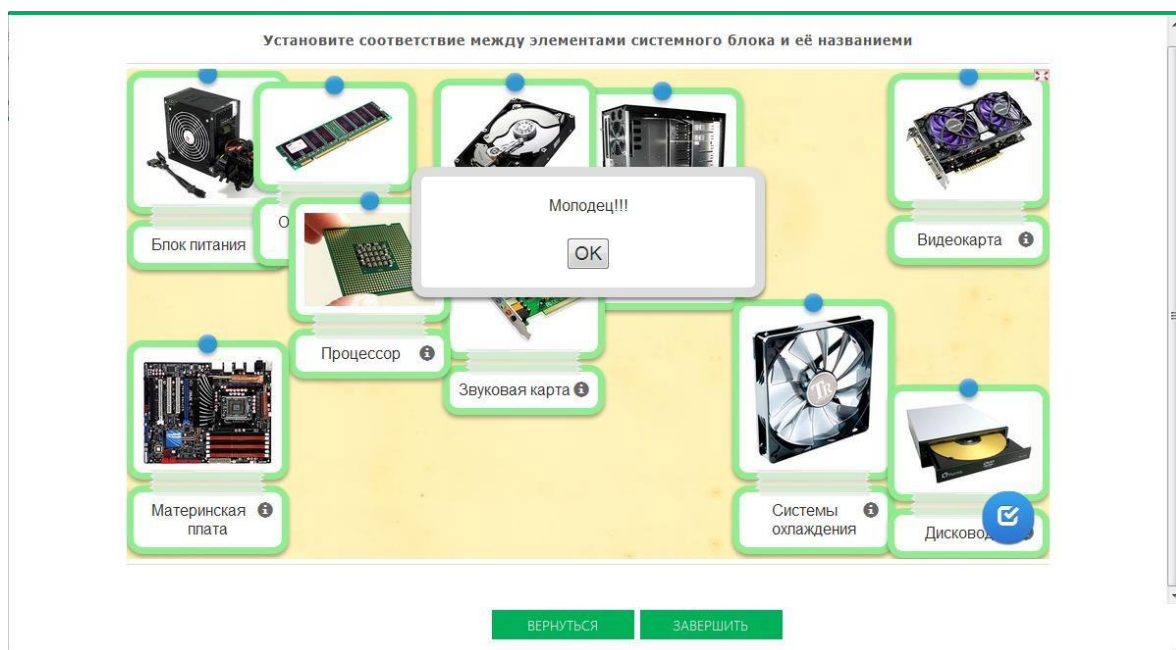 Установите соответствие между элементами системного блока и её названиеми
Молодец!!!
OK
Блок питания
Видеокарта
Процессор
Звуковая карта
Материнская
плата
Системы
охлаждения
ВЕРНУТЬСЯ
ЗАВЕРШИТЬ